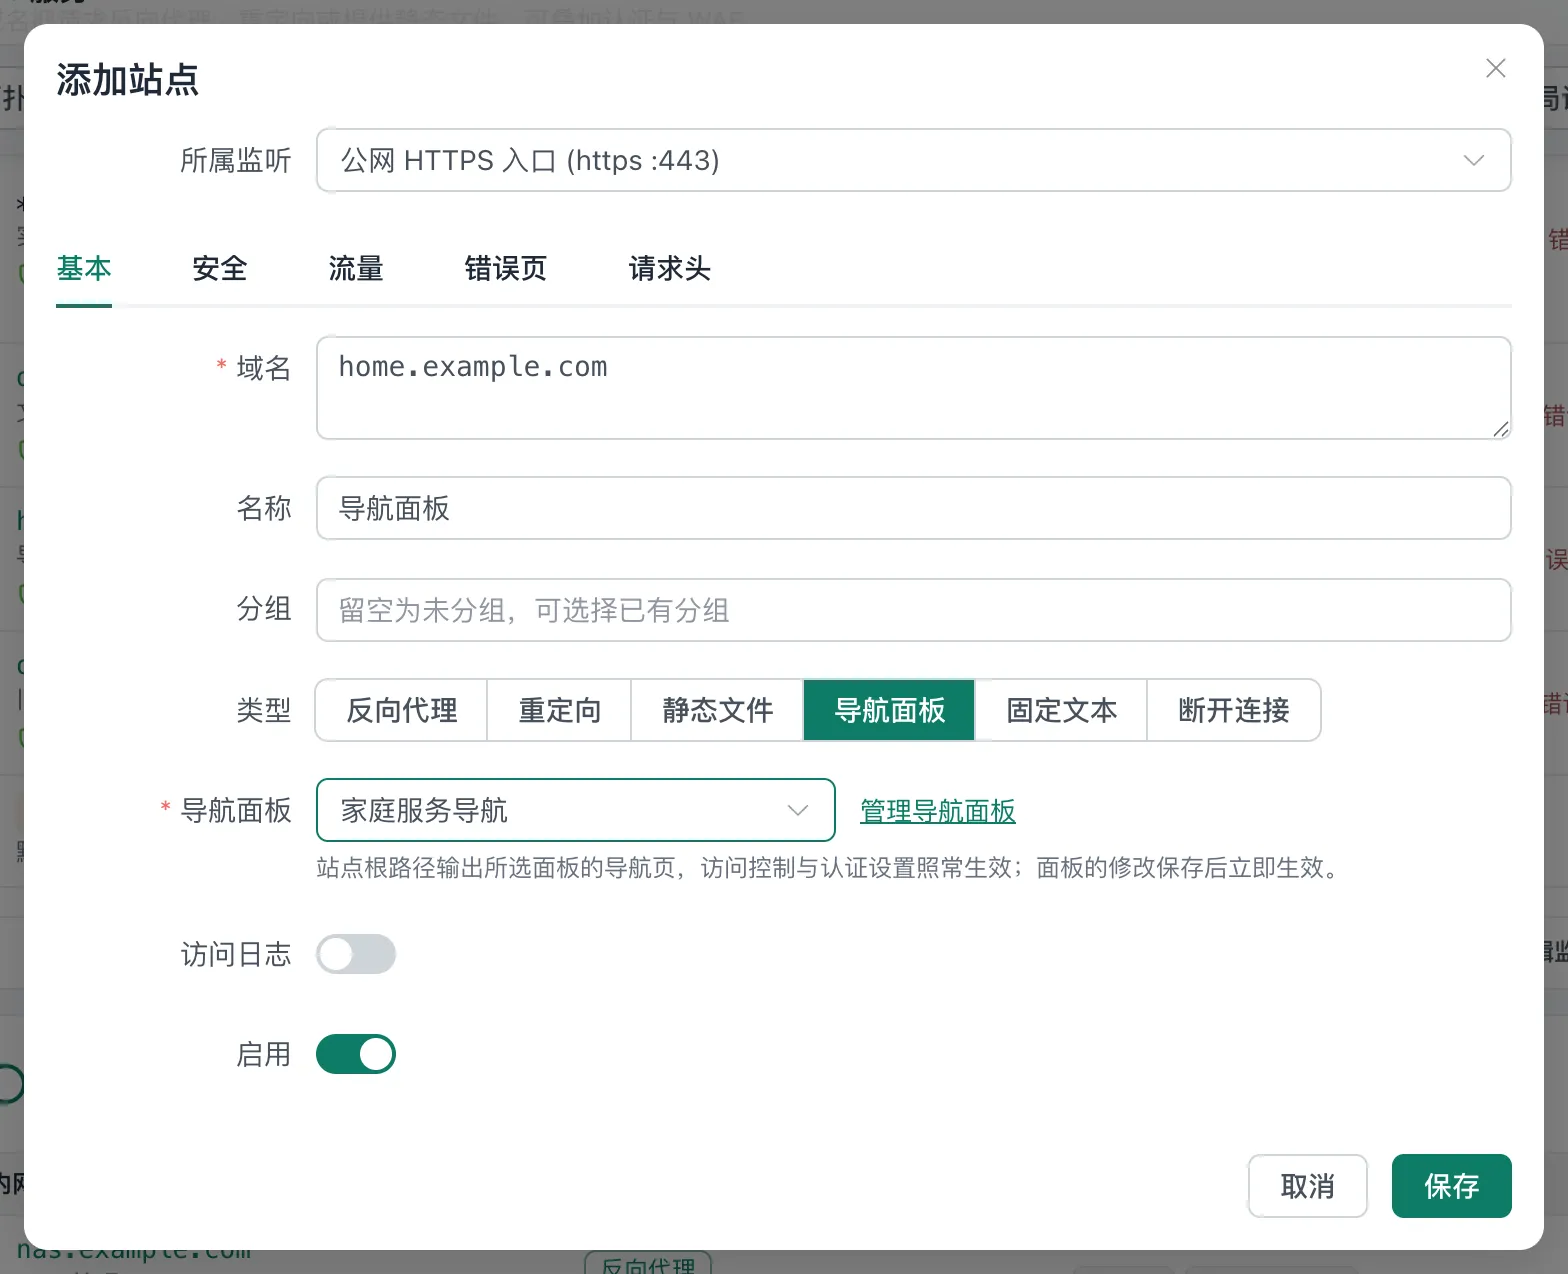 添加站点
所属监听 公网 HTTPS 入口 (https :443)
基本 安全 流量 错误页 请求头
* 域名 home.example.com
名称 导航面板
分组 留空为未分组，可选择已有分组
类型 反向代理 重定向 静态文件 导航面板 固定文本 断开连接
* 导航面板 家庭服务导航 管理导航面板
站点根路径输出所选面板的导航页，访问控制与认证设置照常生效；面板的修改保存后立即生效。
访问日志
启用
取消 保存
nas.example.com
反向代理